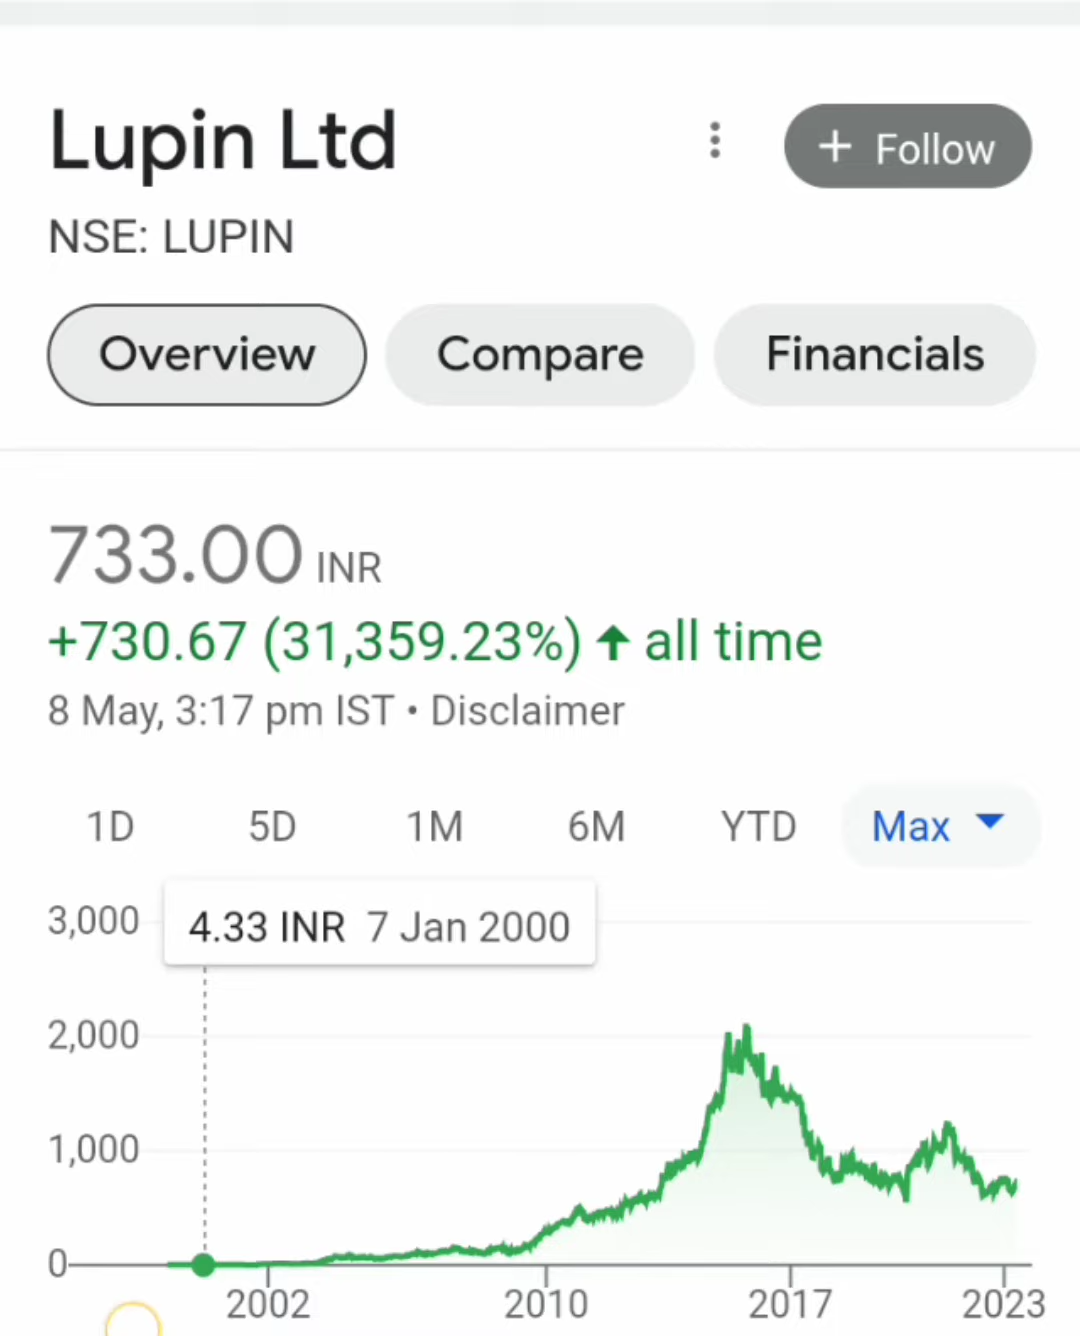 Lupin Ltd
+ Follow
NSE: LUPIN
Overview Compare Financials
733.00 INR
+730.67 (31,359.23%) ↑ all time
8 May, 3:17 pm IST • Disclaimer
1D 5D 1M 6M YTD Max
3,000
4.33 INR 7 Jan 2000
2,000
1,000
0
2002 2010 2017 2023